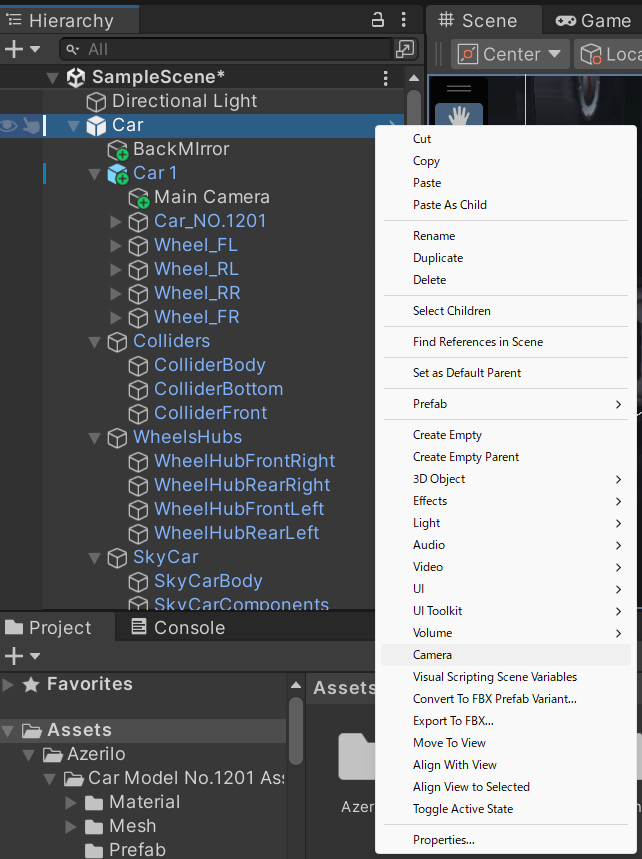 Hierarchy
Scene
Game
All
Center
Loca
SampleScene*
Directional Light
Car
BackMIrror
Car 1
Main Camera
Car_NO.1201
Wheel_FL
Wheel_RL
Wheel_RR
Wheel_FR
Colliders
ColliderBody
ColliderBottom
ColliderFront
WheelsHubs
WheelHubFrontRight
WheelHubRearRight
WheelHubFrontLeft
WheelHubRearLeft
SkyCar
SkyCarBody
SkyCarComponents
Cut
Copy
Paste
Paste As Child
Rename
Duplicate
Delete
Select Children
Find References in Scene
Set as Default Parent
Prefab
Create Empty
Create Empty Parent
3D Object
Effects
Light
Audio
Video
UI
UI Toolkit
Volume
Camera
Visual Scripting Scene Variables
Convert To FBX Prefab Variant...
Export To FBX...
Move To View
Align With View
Align View to Selected
Toggle Active State
Properties...
Project
Console
Favorites
Assets
Azerilo
Car Model No.1201 Ass
Material
Mesh
Prefab
Assets
Azer